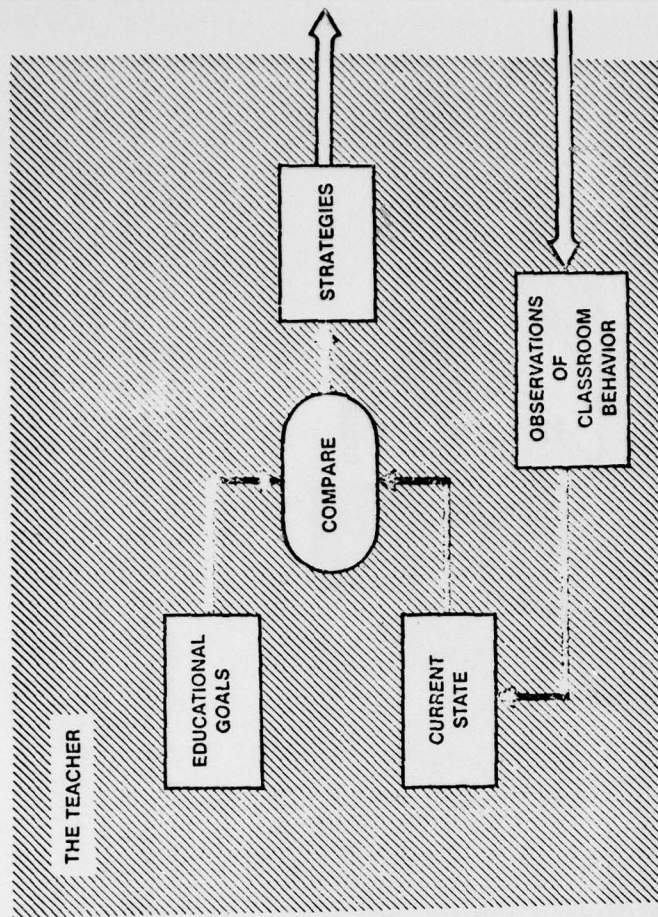 THE TEACHER
EDUCATIONAL
GOALS
COMPARE
STRATEGIES
CURRENT
STATE
OBSERVATIONS
OF
CLASSROOM
BEHAVIOR